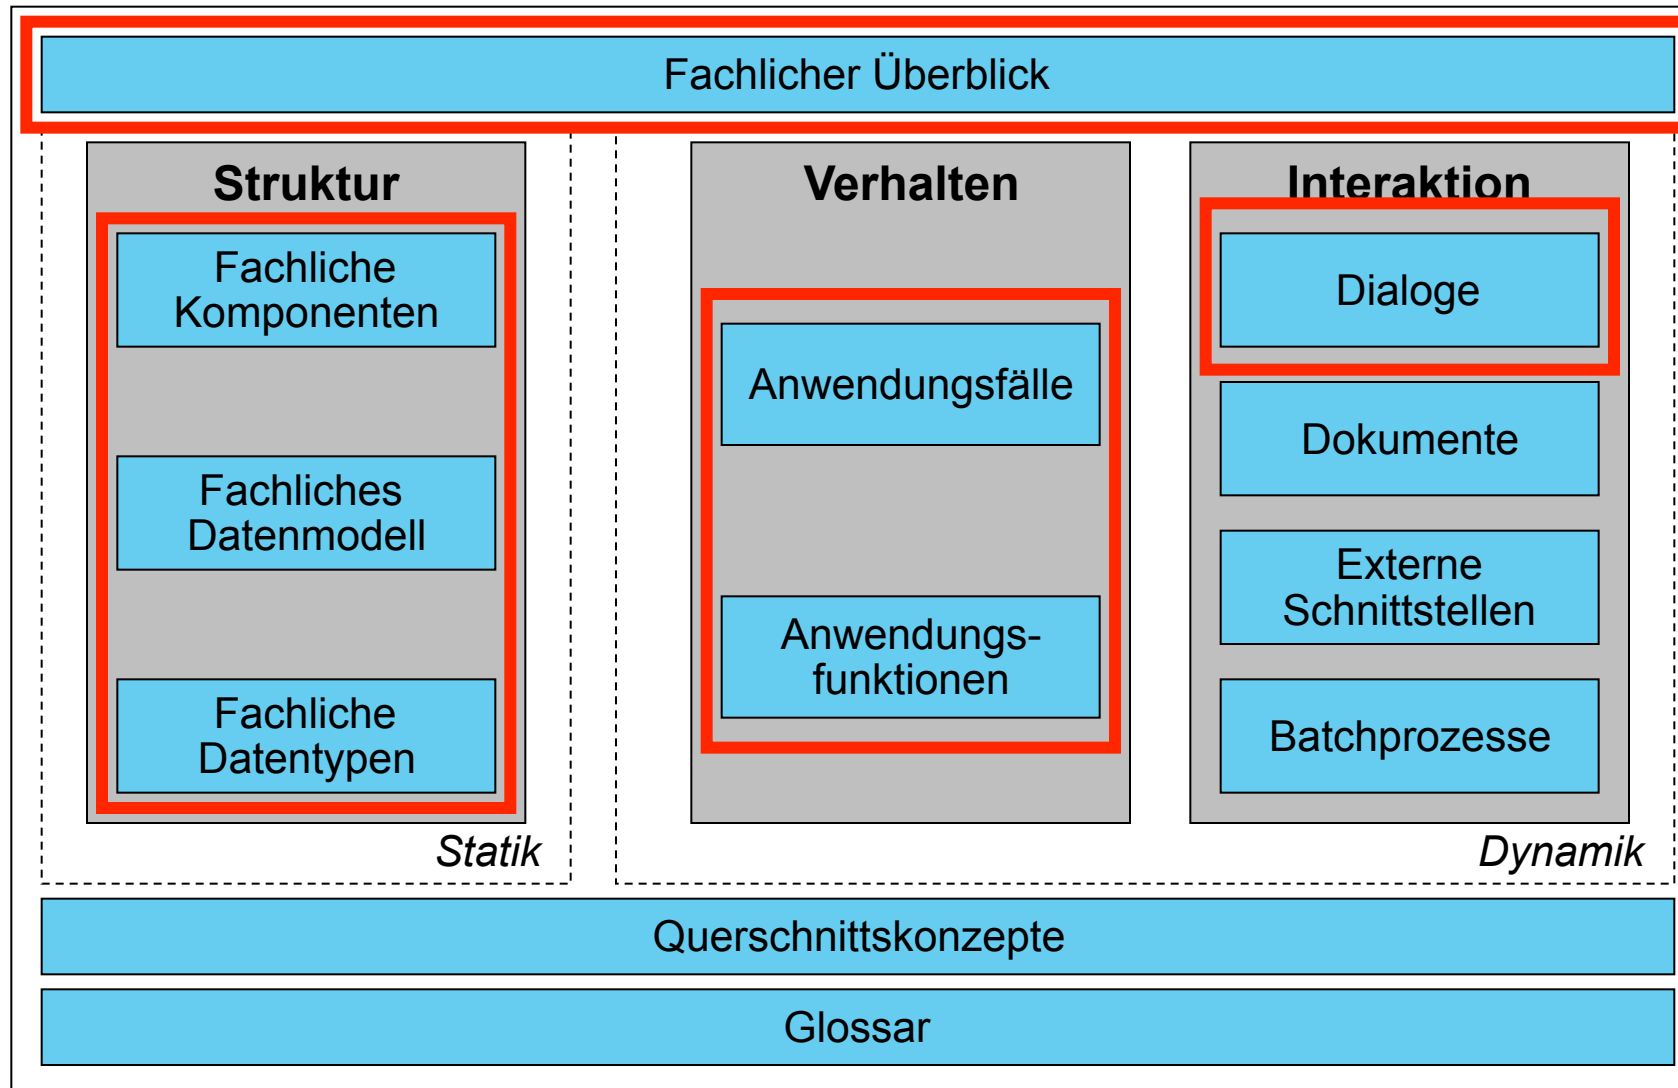 Fachlicher Überblick
Struktur
Fachliche
Komponenten
Fachliches
Datenmodell
Fachliche
Datentypen
Statik
Verhalten
Anwendungsfälle
Anwendungs-
funktionen
Interaktion
Dialoge
Dokumente
Externe
Schnittstellen
Batchprozesse
Dynamik
Querschnittskonzepte
Glossar